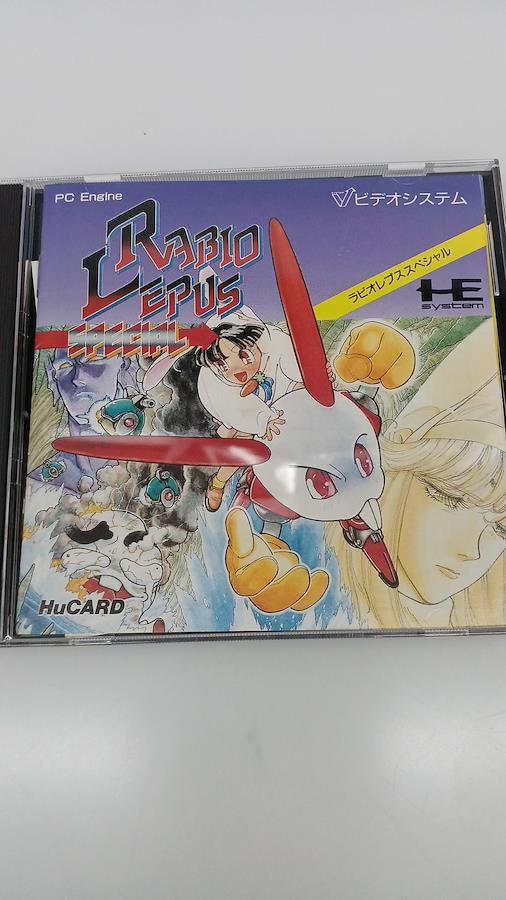 PC Engine
ビデオシステム
RABIO
LEPUS
SPECIAL
ラビオレプススペシャル
HE
system
HuCARD